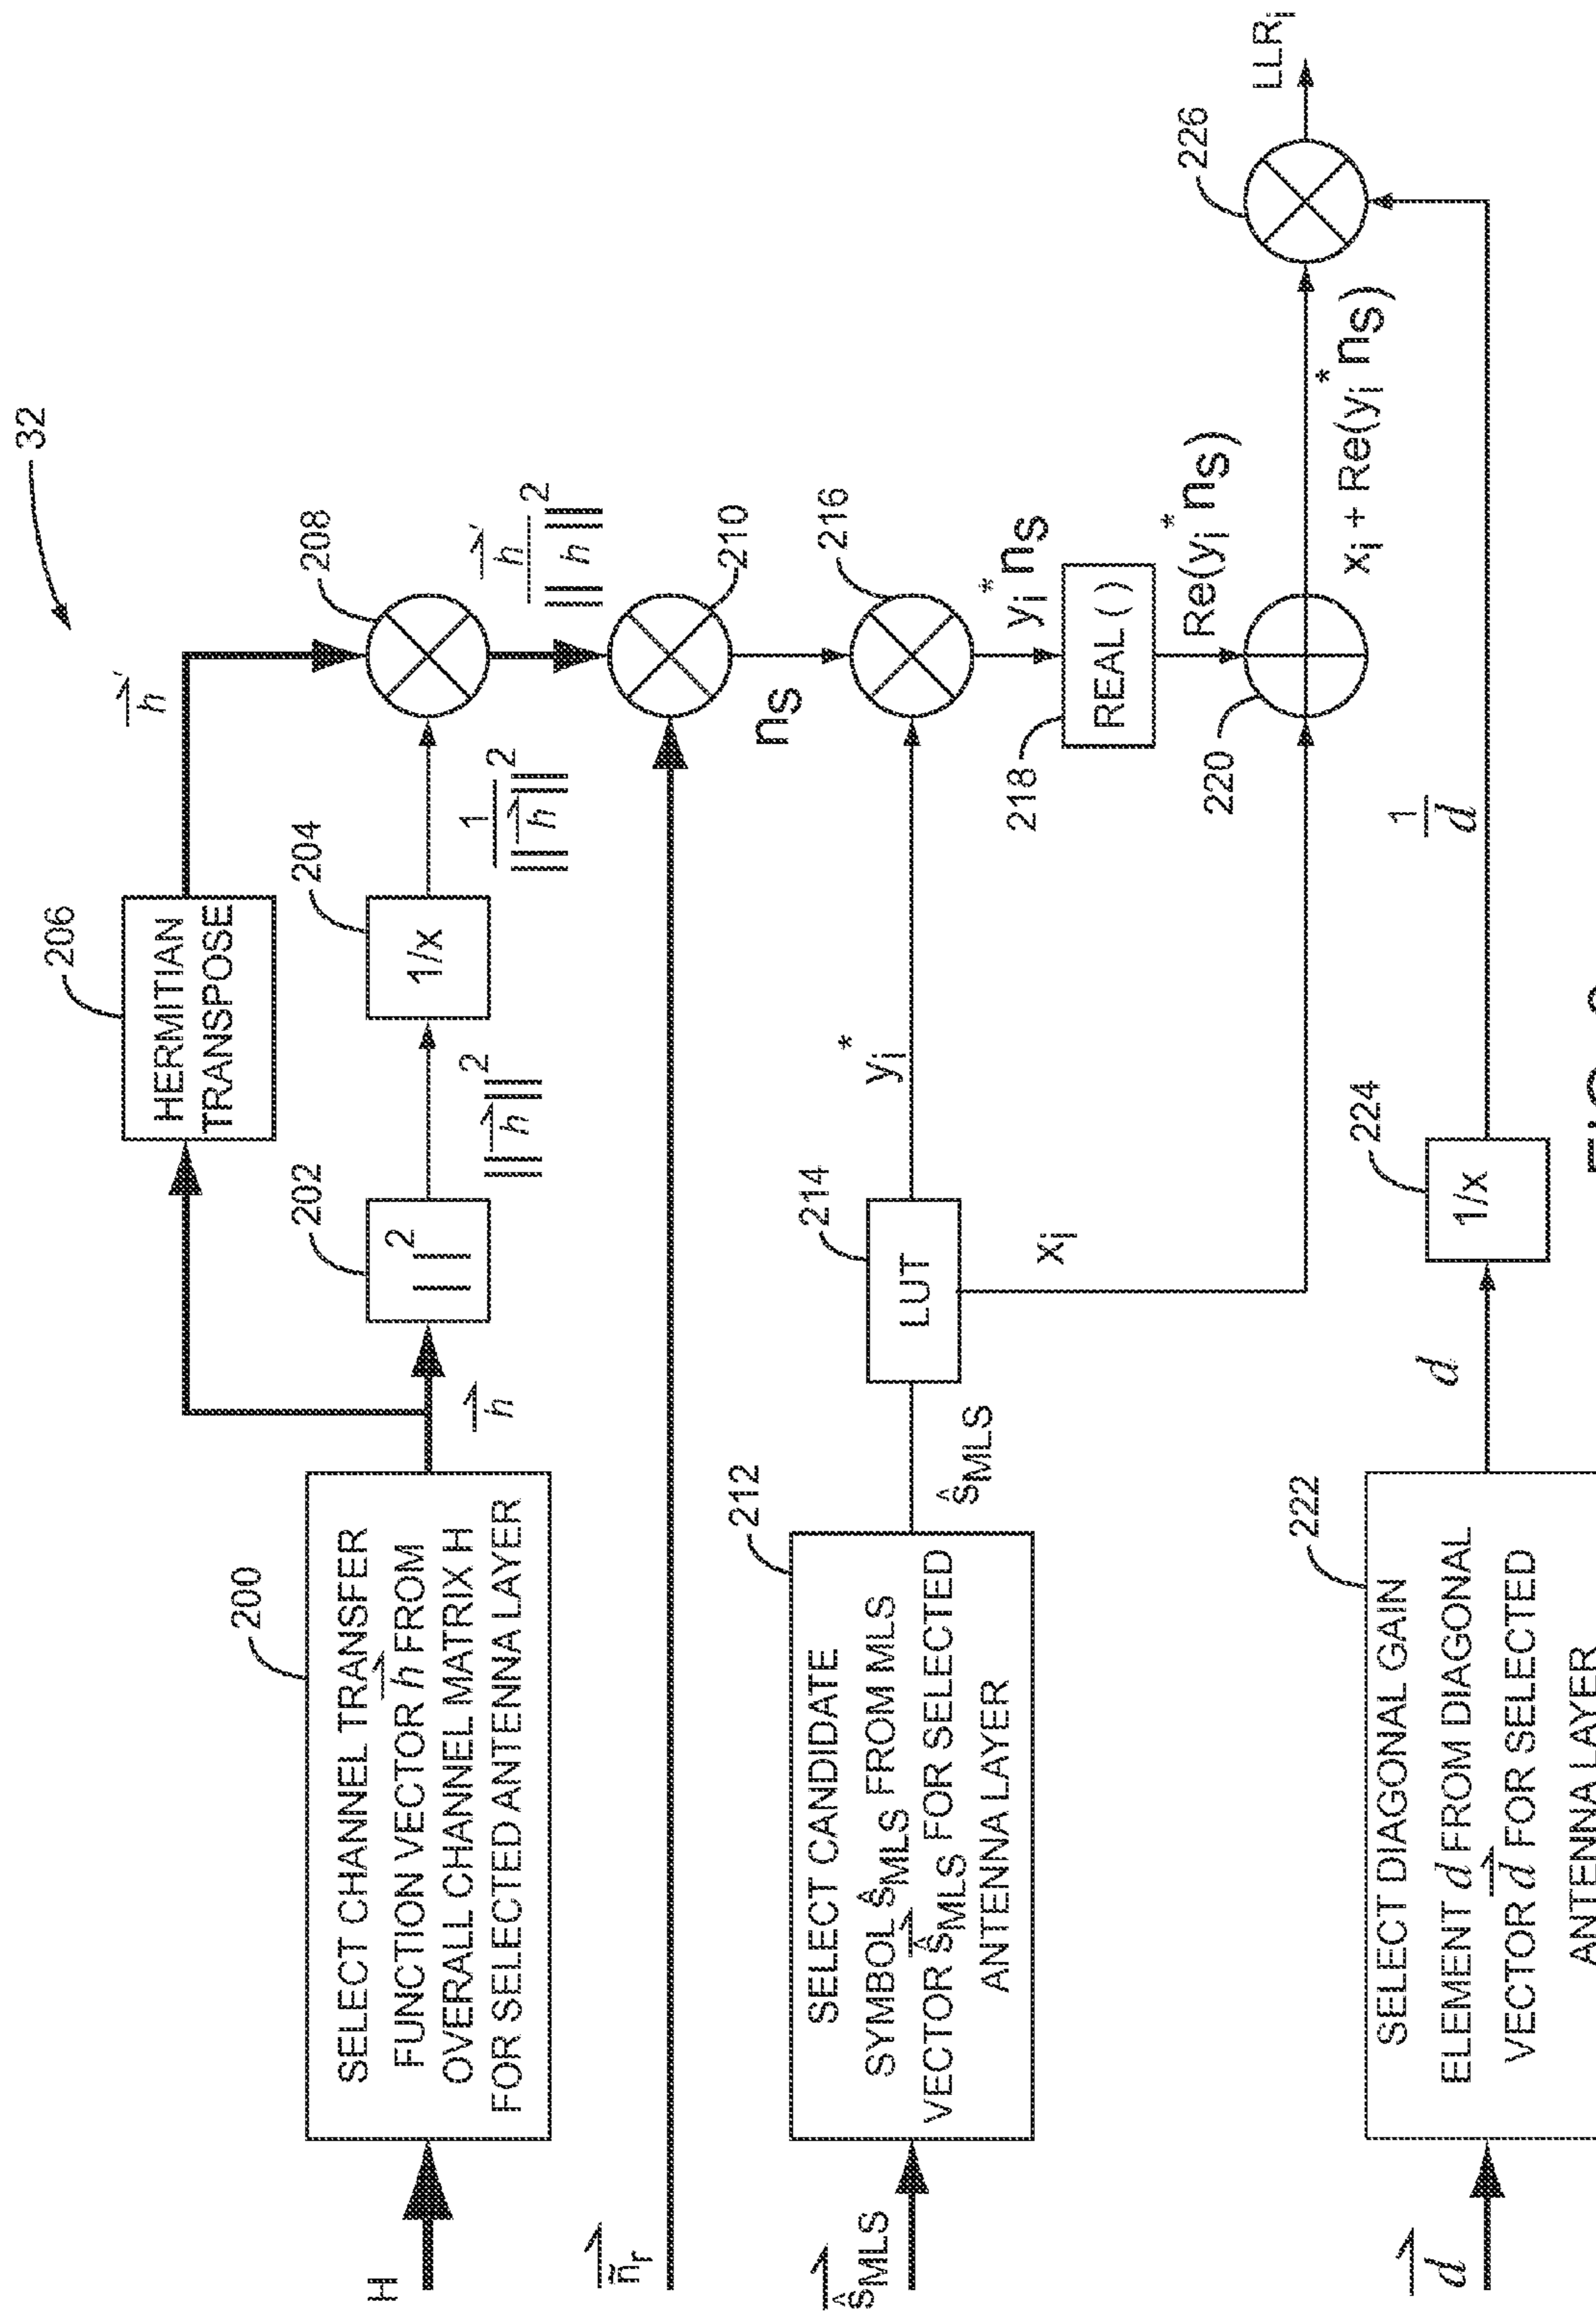 32
H
200
SELECT CHANNEL TRANSFER
FUNCTION VECTOR h FROM
OVERALL CHANNEL MATRIX H
FOR SELECTED ANTENNA LAYER
h
206
HERMITIAN
TRANSPOSE
h'
202
|| ||²
||h||²
204
1/x
1/||h||²
208
h'/||h||²
ñr
210
nS
ŝMLS
212
SELECT CANDIDATE
SYMBOL ŝMLS FROM MLS
VECTOR ŝMLS FOR SELECTED
ANTENNA LAYER
ŝMLS
214
LUT
yi*
xi
216
yi* nS
218
REAL ( )
Re(yi* nS)
220
xi + Re(yi* nS)
d
222
SELECT DIAGONAL GAIN
ELEMENT d FROM DIAGONAL
VECTOR d FOR SELECTED
ANTENNA LAYER
d
224
1/x
1/d
226
LLRi